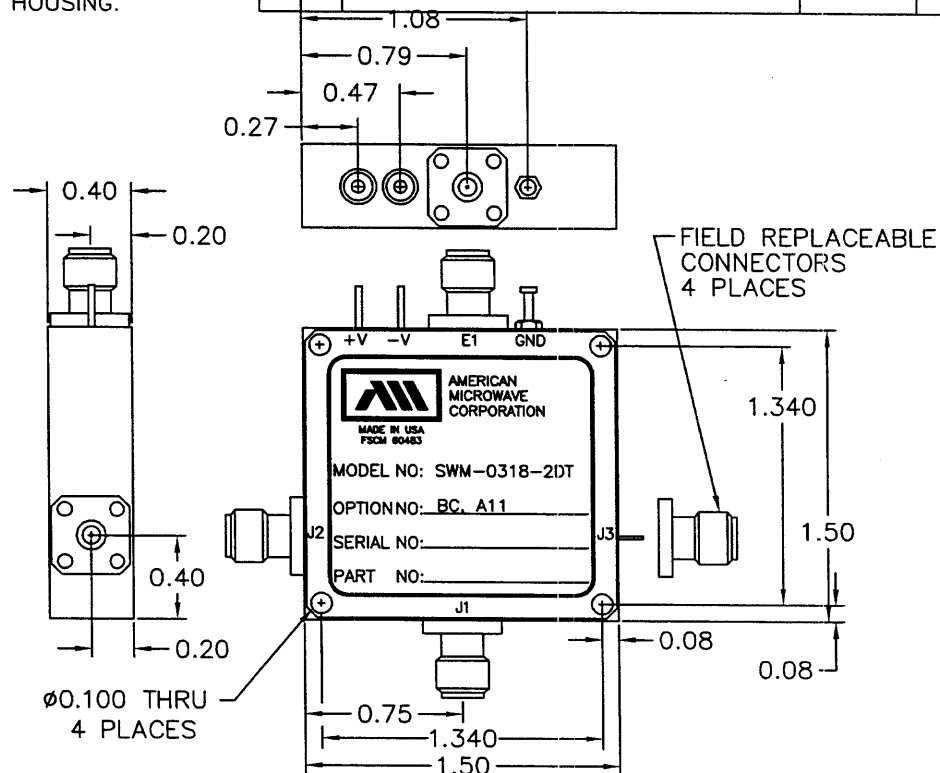 HOUSING.
1.08
0.79
0.47
0.27
0.40
0.20
FIELD REPLACEABLE
CONNECTORS
4 PLACES
+V -V E1 GND
AMERICAN
MICROWAVE
CORPORATION
MADE IN USA
FSCM 60483
1.340
MODEL NO: SWM-0318-2DT
OPTION NO: BC, A11
J2
J3
1.50
SERIAL NO:
0.40
PART NO:
J1
0.20
0.08
0.08
ø0.100 THRU
4 PLACES
0.75
1.340
1.50